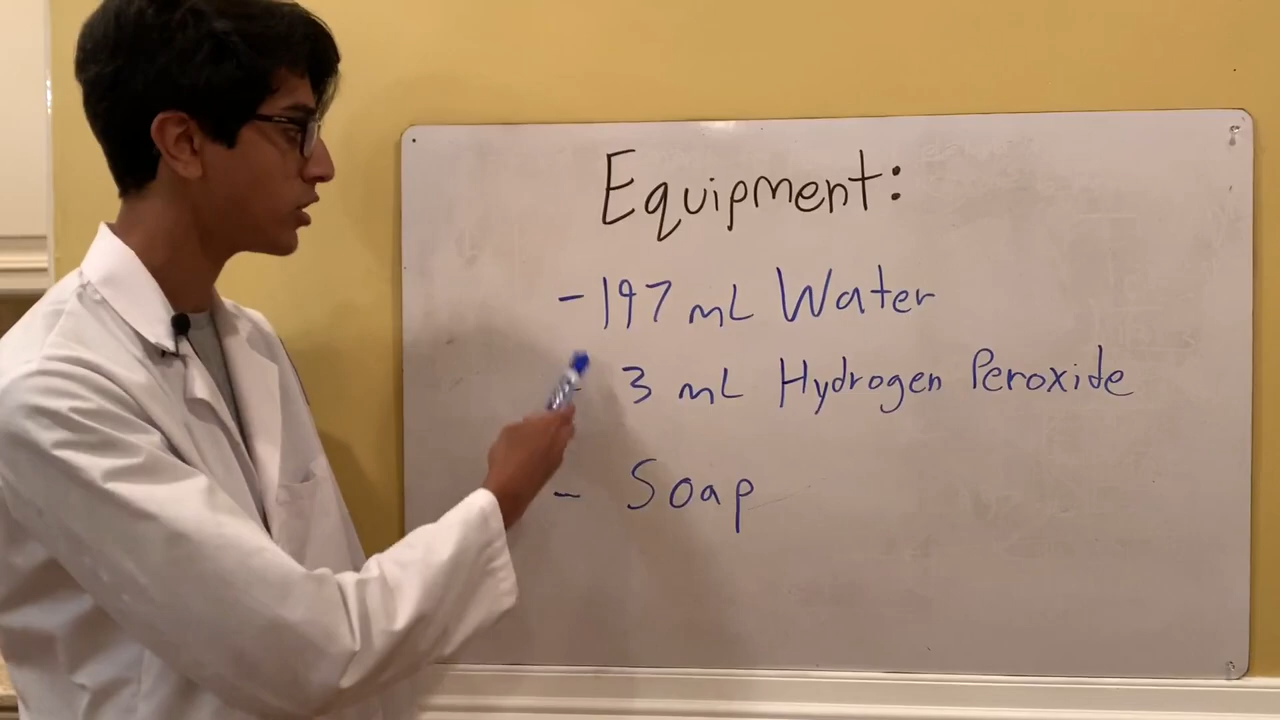 Equipment:
- 197 mL Water
- 3 mL Hydrogen Peroxide
- Soap